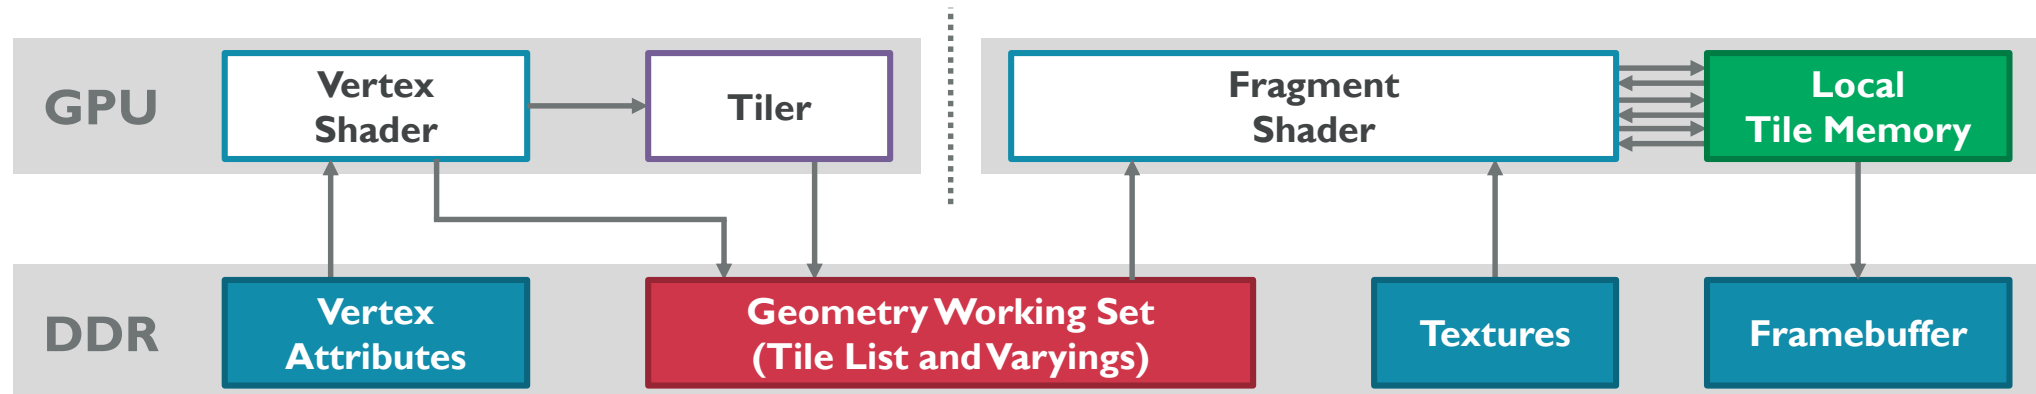 GPU
Vertex
Shader
Tiler
Fragment
Shader
Local
Tile Memory
DDR
Vertex
Attributes
Geometry Working Set
(Tile List and Varyings)
Textures
Framebuffer